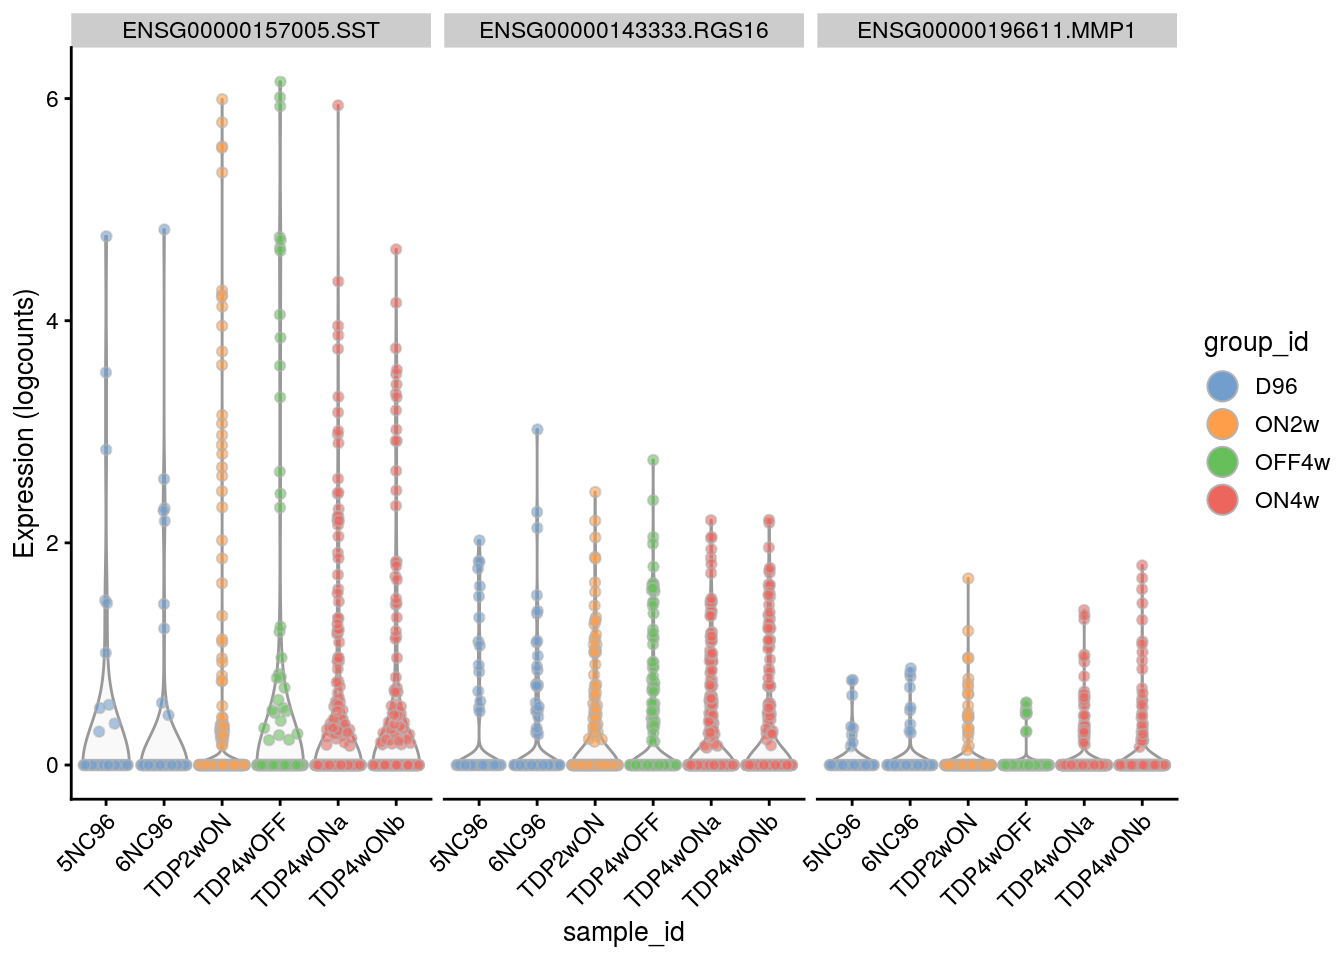 ENSG00000157005.SST ENSG00000143333.RGS16 ENSG00000196611.MMP1
Expression (logcounts)
6
4
2
0
5NC96 6NC96 TDP2wON TDP4wOFF TDP4wONa TDP4wONb 5NC96 6NC96 TDP2wON TDP4wOFF TDP4wONa TDP4wONb 5NC96 6NC96 TDP2wON TDP4wOFF TDP4wONa TDP4wONb
sample_id
group_id
D96
ON2w
OFF4w
ON4w